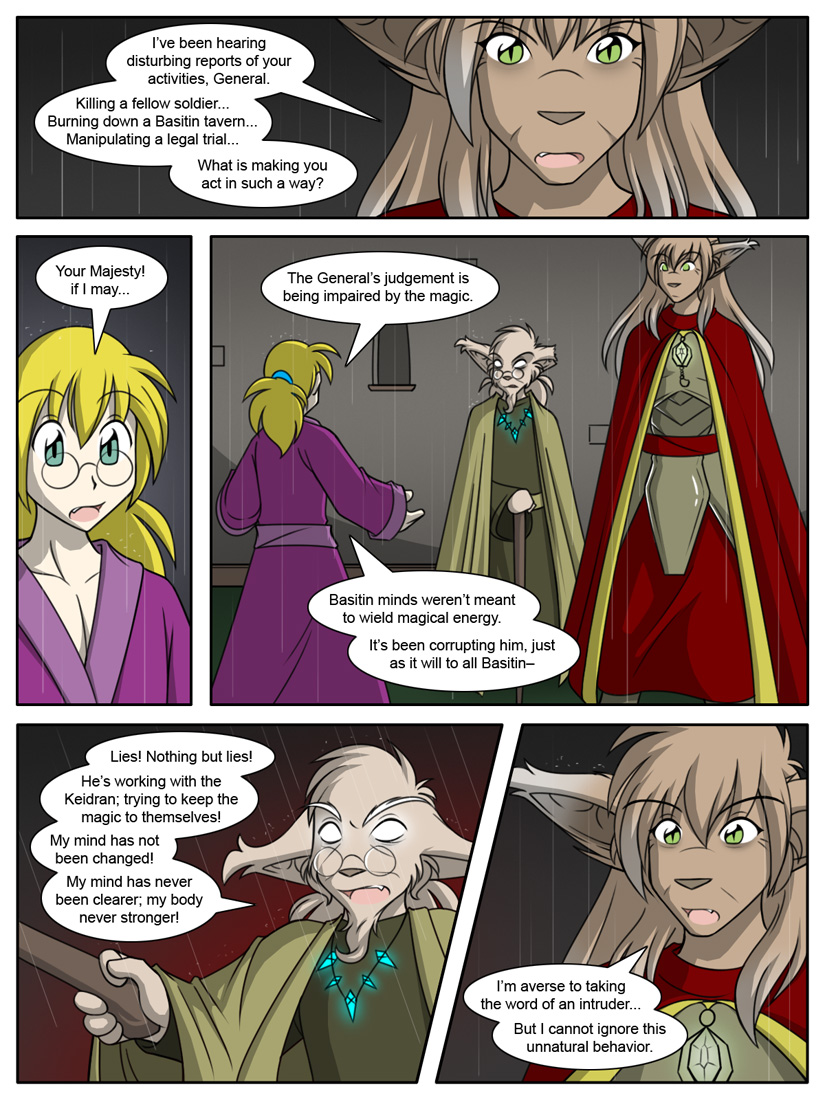 I've been hearing
disturbing reports of your
activities, General.
Killing a fellow soldier...
Burning down a Basitin tavern...
Manipulating a legal trial...
What is making you
act in such a way?
Your Majesty!
if I may...
The General's judgement is
being impaired by the magic.
Basitin minds weren't meant
to wield magical energy.
It's been corrupting him, just
as it will to all Basitin–
Lies! Nothing but lies!
He's working with the
Keidran; trying to keep the
magic to themselves!
My mind has not
been changed!
My mind has never
been clearer; my body
never stronger!
I'm averse to taking
the word of an intruder...
But I cannot ignore this
unnatural behavior.